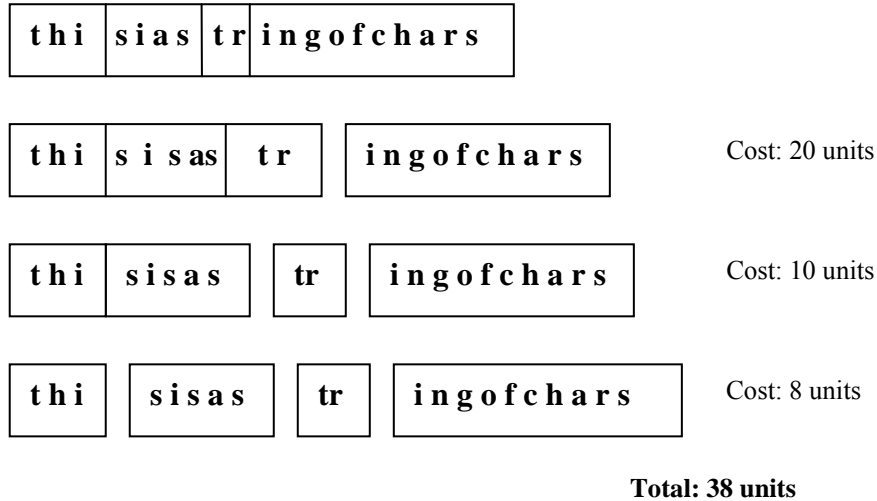 t h i s i a s t r i n g o f c h a r s
t h i s i s as t r i n g o f c h a r s Cost: 20 units
t h i s i s a s tr i n g o f c h a r s Cost: 10 units
t h i s i s a s tr i n g o f c h a r s Cost: 8 units
Total: 38 units